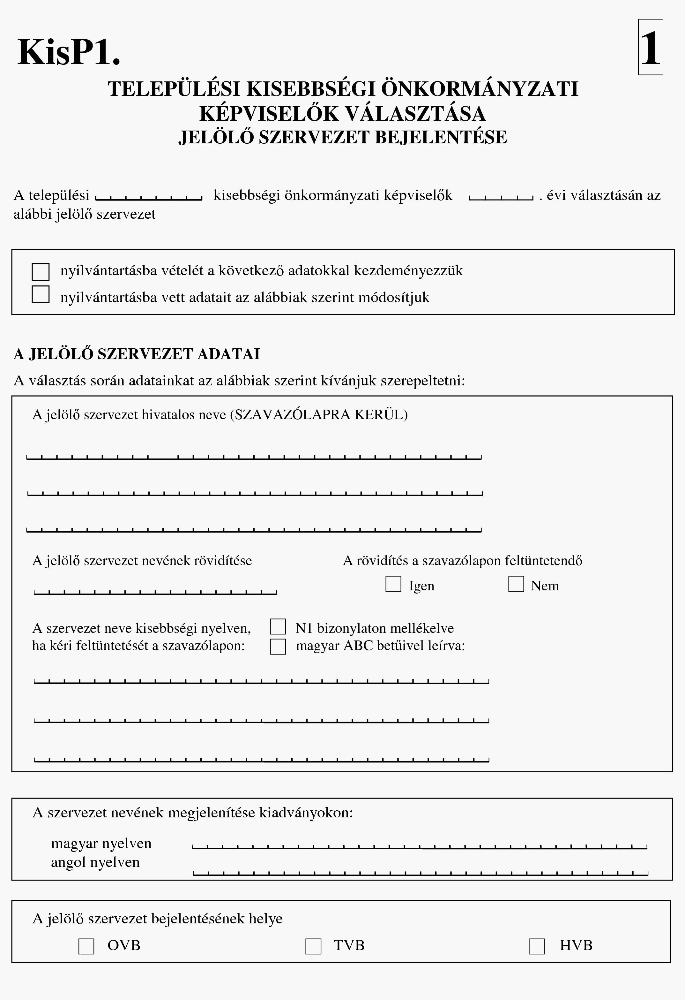 KisP1.
1
TELEPÜLÉSI KISEBBSÉGI ÖNKORMÁNYZATI
KÉPVISELŐK VÁLASZTÁSA
JELÖLŐ SZERVEZET BEJELENTÉSE
A települési kisebbségi önkormányzati képviselők . évi választásán az
alábbi jelölő szervezet
nyilvántartásba vételét a következő adatokkal kezdeményezzük
nyilvántartásba vett adatait az alábbiak szerint módosítjuk
A JELÖLŐ SZERVEZET ADATAI
A választás során adatainkat az alábbiak szerint kívánjuk szerepeltetni:
A jelölő szervezet hivatalos neve (SZAVAZÓLAPRA KERÜL)
A jelölő szervezet nevének rövidítése
A rövidítés a szavazólapon feltüntetendő
Igen Nem
A szervezet neve kisebbségi nyelven, N1 bizonylaton mellékelve
ha kéri feltüntetését a szavazólapon: magyar ABC betűivel leírva:
A szervezet nevének megjelenítése kiadványokon:
magyar nyelven
angol nyelven
A jelölő szervezet bejelentésének helye
OVB TVB HVB